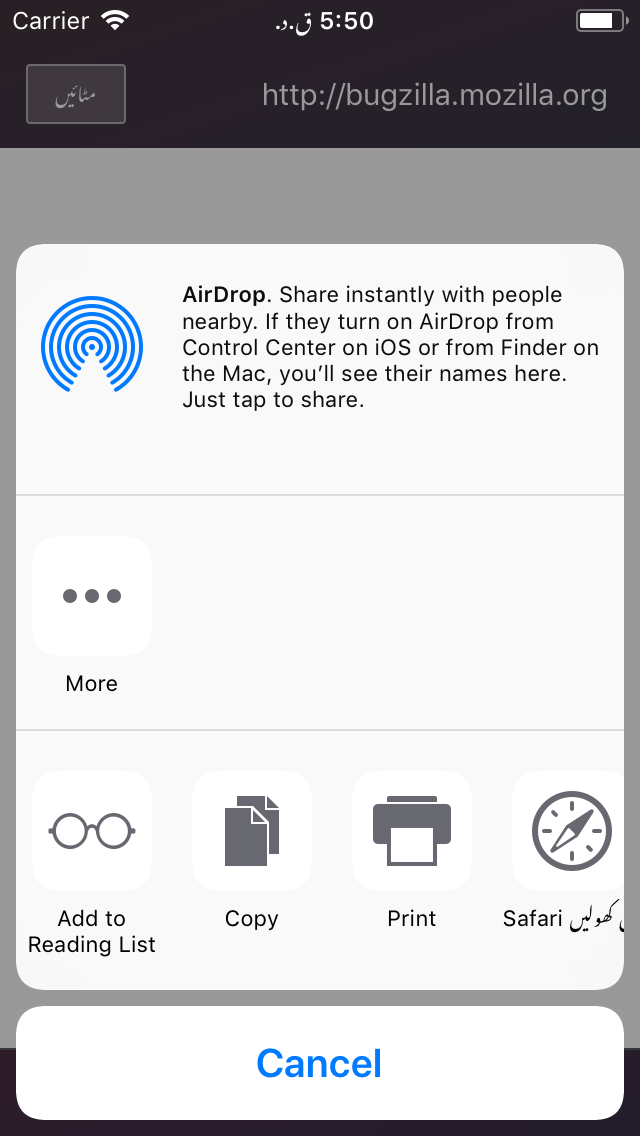 Carrier
5:50 ق.د.
مٹائیں
http://bugzilla.mozilla.org
AirDrop. Share instantly with people
nearby. If they turn on AirDrop from
Control Center on iOS or from Finder on
the Mac, you’ll see their names here.
Just tap to share.
More
Add to
Reading List
Copy
Print
Safari کھولیں
Cancel